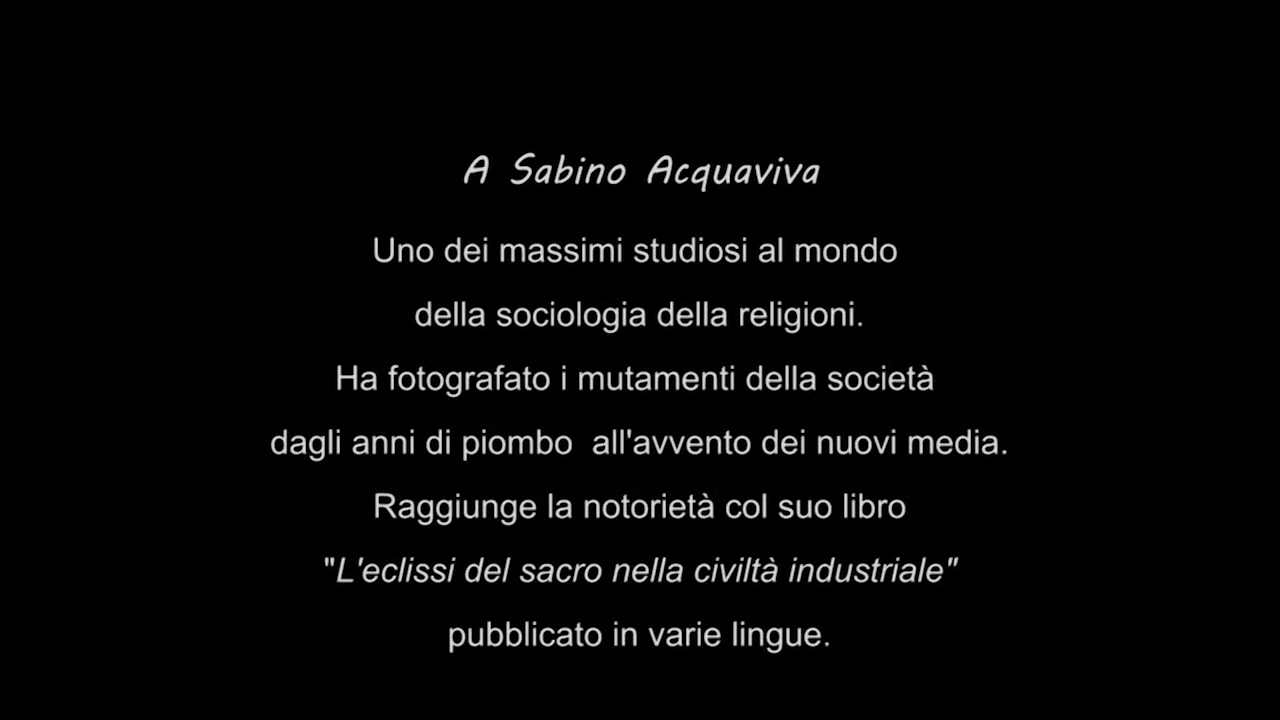 A Sabino Acquaviva
Uno dei massimi studiosi al mondo
della sociologia della religioni.
Ha fotografato i mutamenti della società
dagli anni di piombo  all'avvento dei nuovi media.
Raggiunge la notorietà col suo libro
"L'eclissi del sacro nella civiltà industriale"
pubblicato in varie lingue.